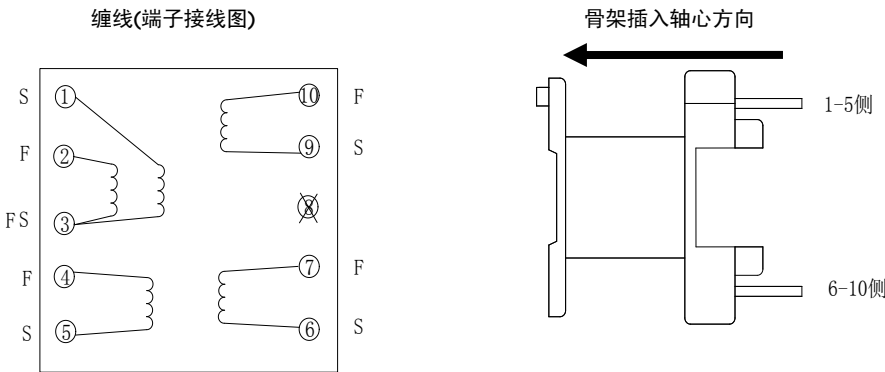 缠线(端子接线图)
骨架插入轴心方向
S ① ⑩ F
F ② ⑨ S
FS ③ ⑧
F ④ ⑦ F
S ⑤ ⑥ S
1-5侧
6-10侧